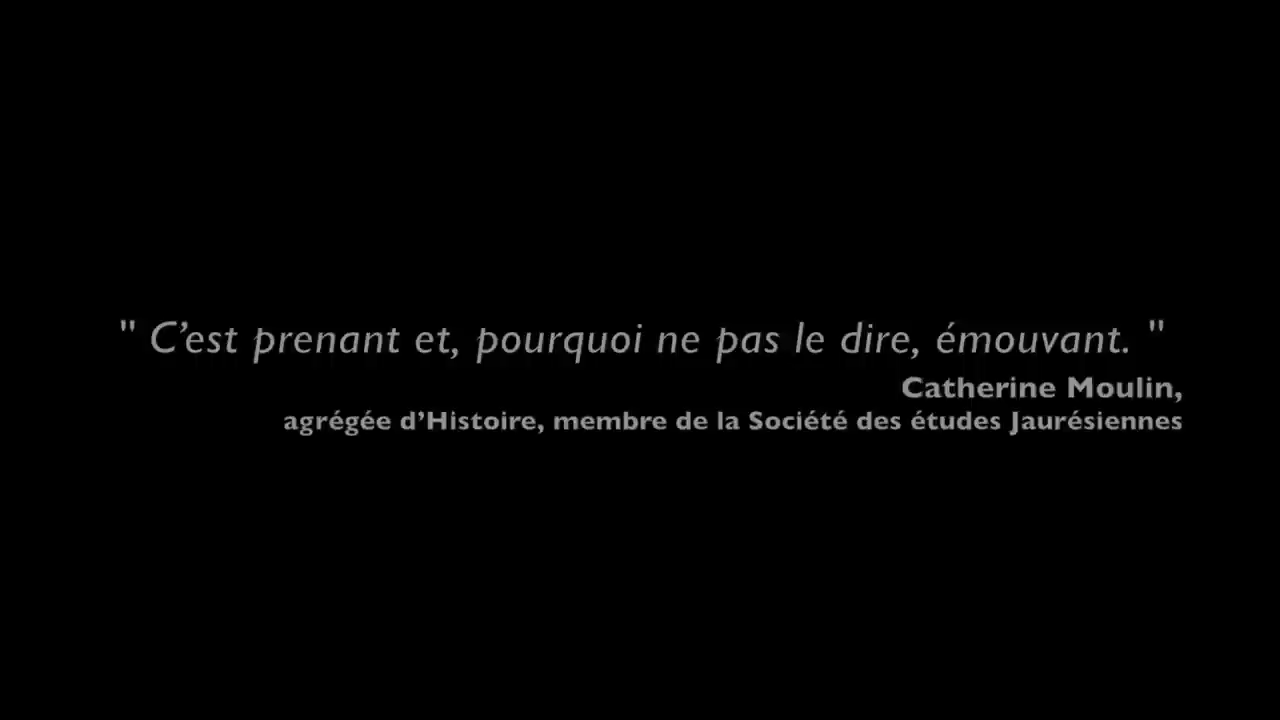 " C’est prenant et, pourquoi ne pas le dire, émouvant. "
Catherine Moulin,
agrégée d’Histoire, membre de la Société des études Jaurésiennes